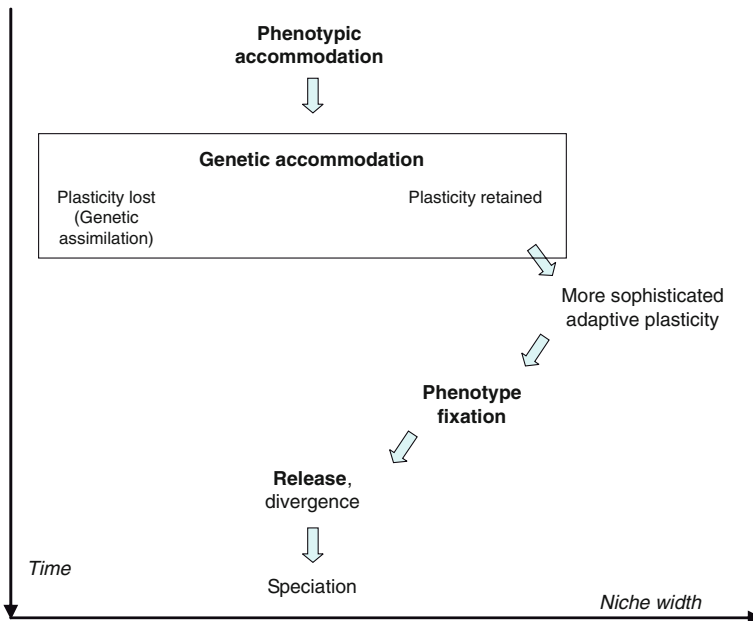 Phenotypic
accommodation
Genetic accommodation
Plasticity lost
(Genetic
assimilation)
Plasticity retained
More sophisticated
adaptive plasticity
Phenotype
fixation
Release,
divergence
Speciation
Time
Niche width